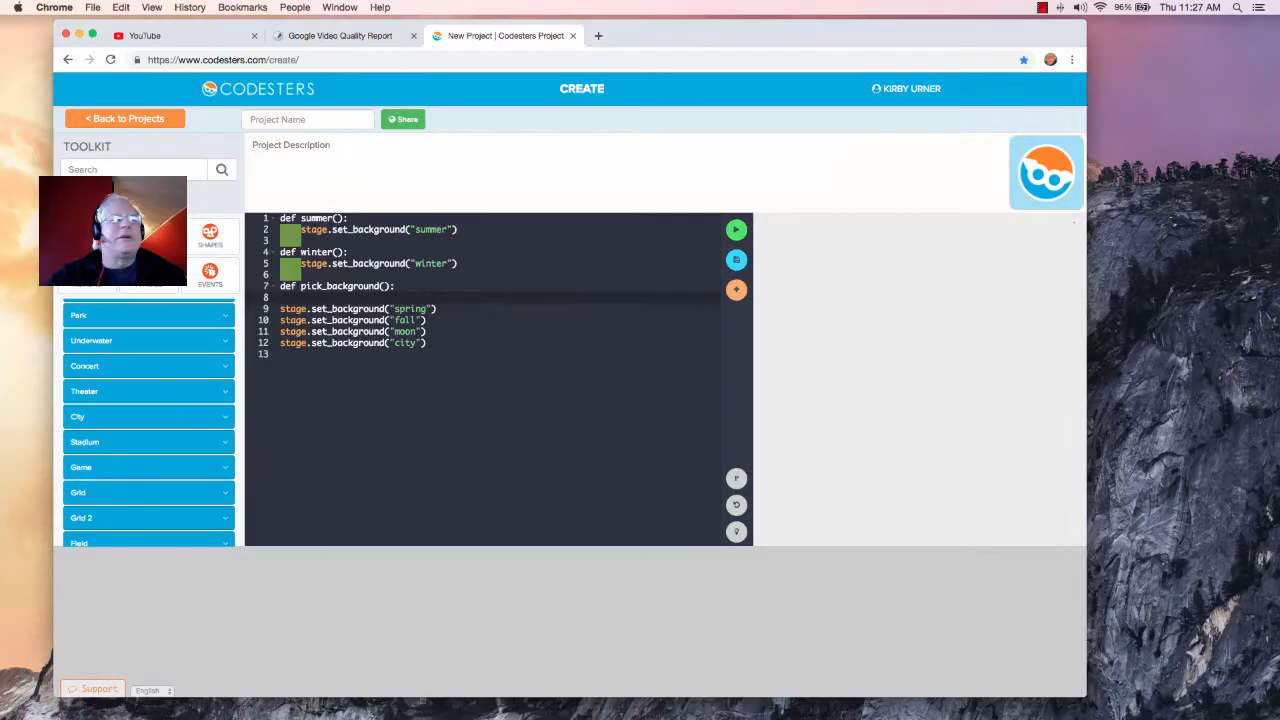 Chrome File Edit View History Bookmarks People Window Help 96% Thu 11:27 AM
YouTube Google Video Quality Report New Project | Codesters Project
https://www.codesters.com/create/
CODESTERS CREATE KIRBY URNER
< Back to Projects Project Name Share
TOOLKIT Project Description
Search
SHAPES
EVENTS
Park
Underwater
Concert
Theater
City
Stadium
Game
Grid
Grid 2
Field
1 def summer():
2 stage.set_background("summer")
3
4 def winter():
5 stage.set_background("winter")
6
7 def pick_background():
8
9 stage.set_background("spring")
10 stage.set_background("fall")
11 stage.set_background("moon")
12 stage.set_background("city")
13
Support English